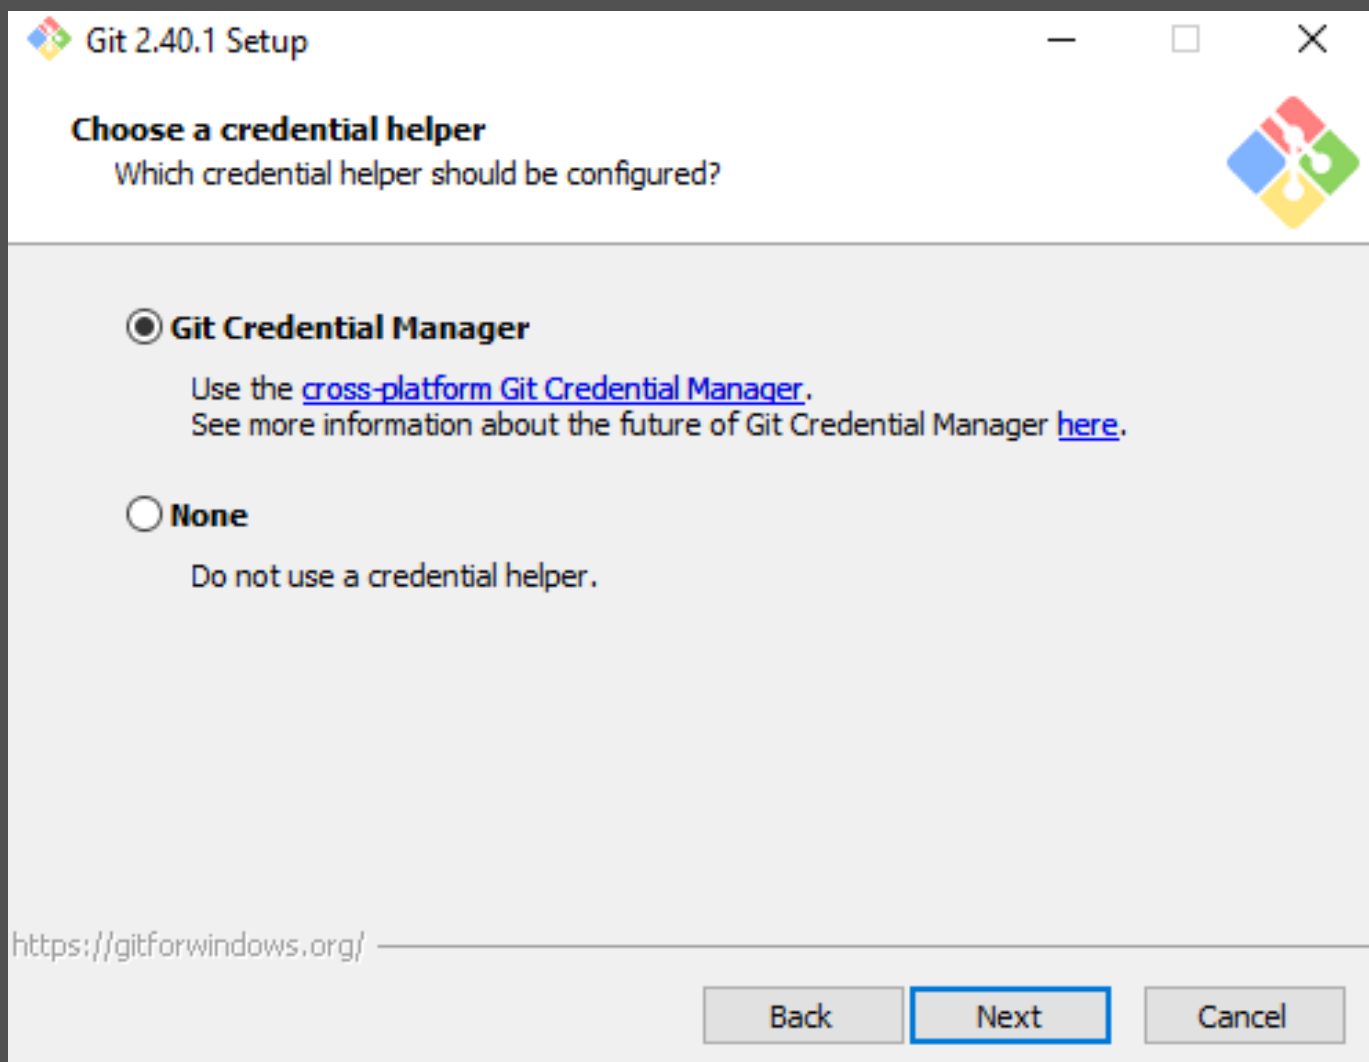 Git 2.40.1 Setup
Choose a credential helper
Which credential helper should be configured?
Git Credential Manager
Use the cross-platform Git Credential Manager.
See more information about the future of Git Credential Manager here.
None
Do not use a credential helper.
https://gitforwindows.org/
Back Next Cancel